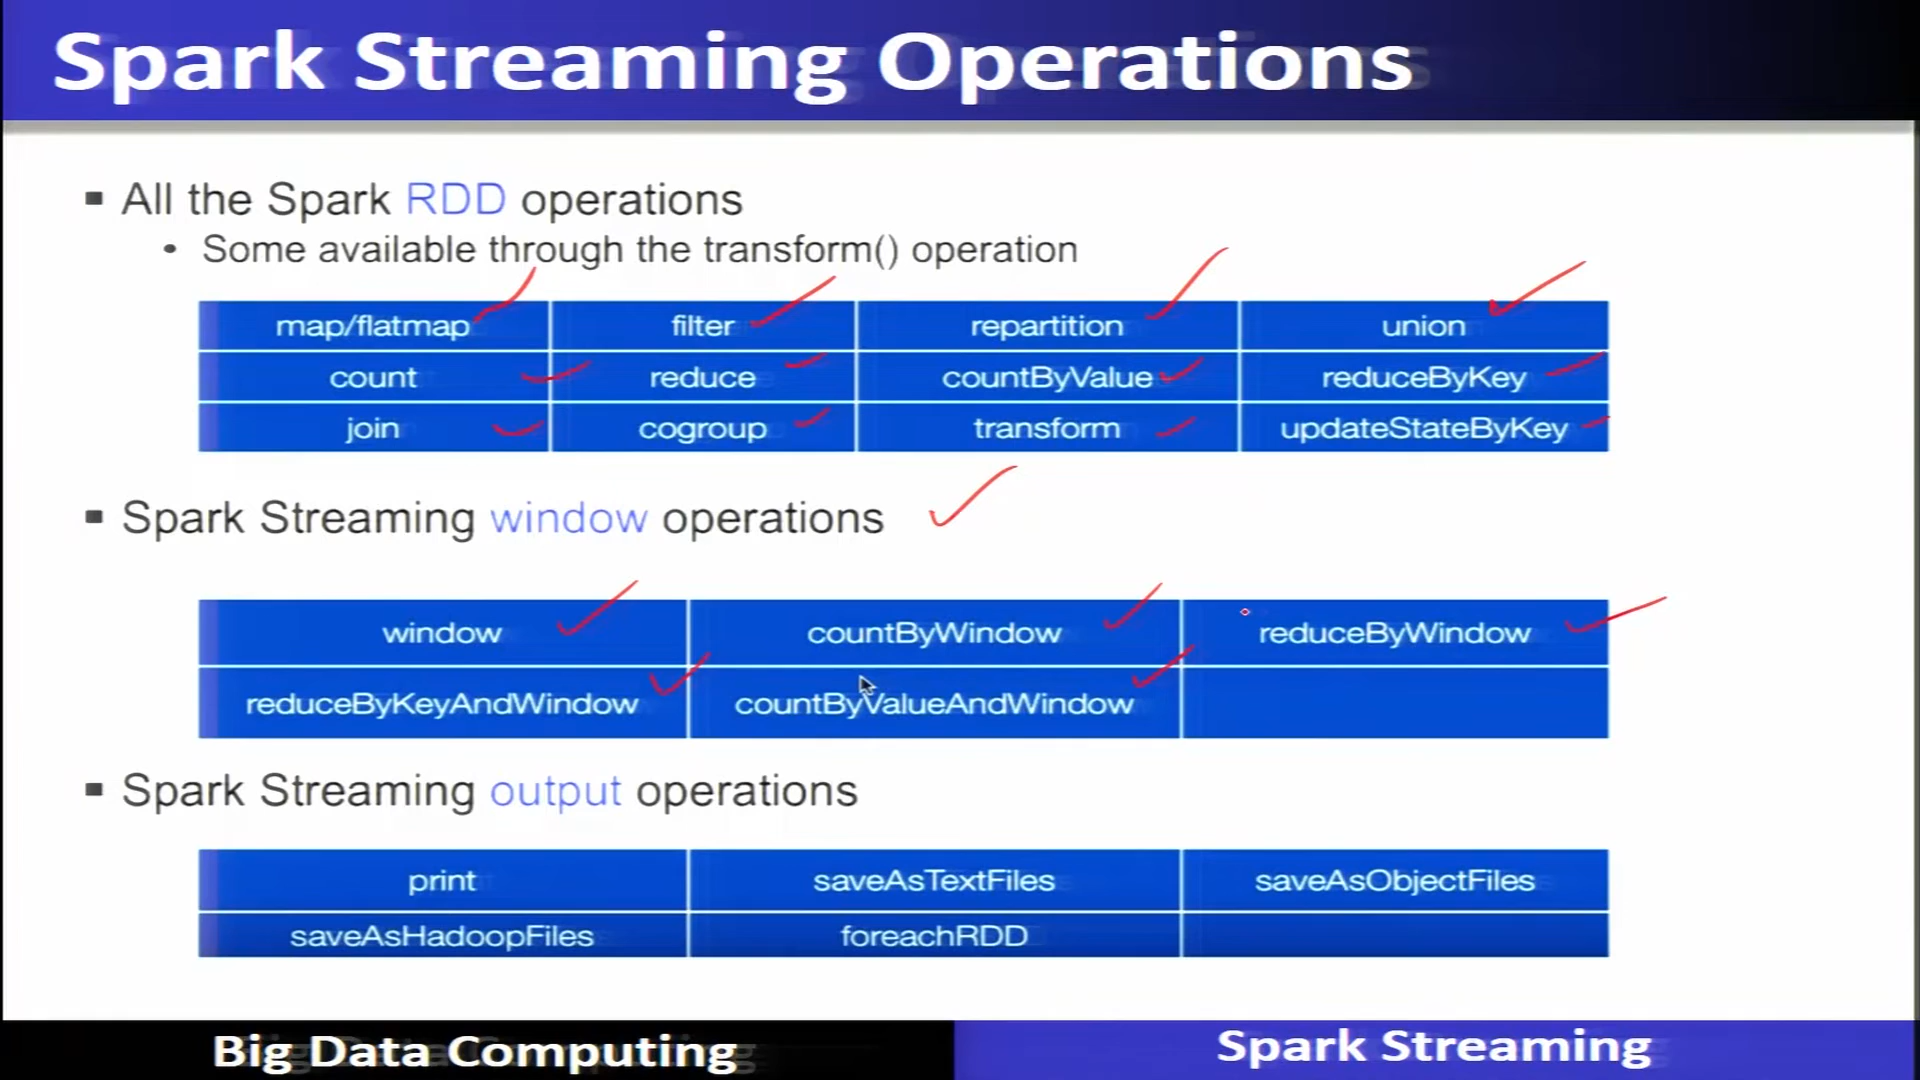 Spark Streaming Operations
All the Spark RDD operations
Some available through the transform() operation
map/flatmap filter repartition union
count reduce countByValue reduceByKey
join cogroup transform updateStateByKey
Spark Streaming window operations
window countByWindow reduceByWindow
reduceByKeyAndWindow countByValueAndWindow
Spark Streaming output operations
print saveAsTextFiles saveAsObjectFiles
saveAsHadoopFiles foreachRDD
Big Data Computing Spark Streaming